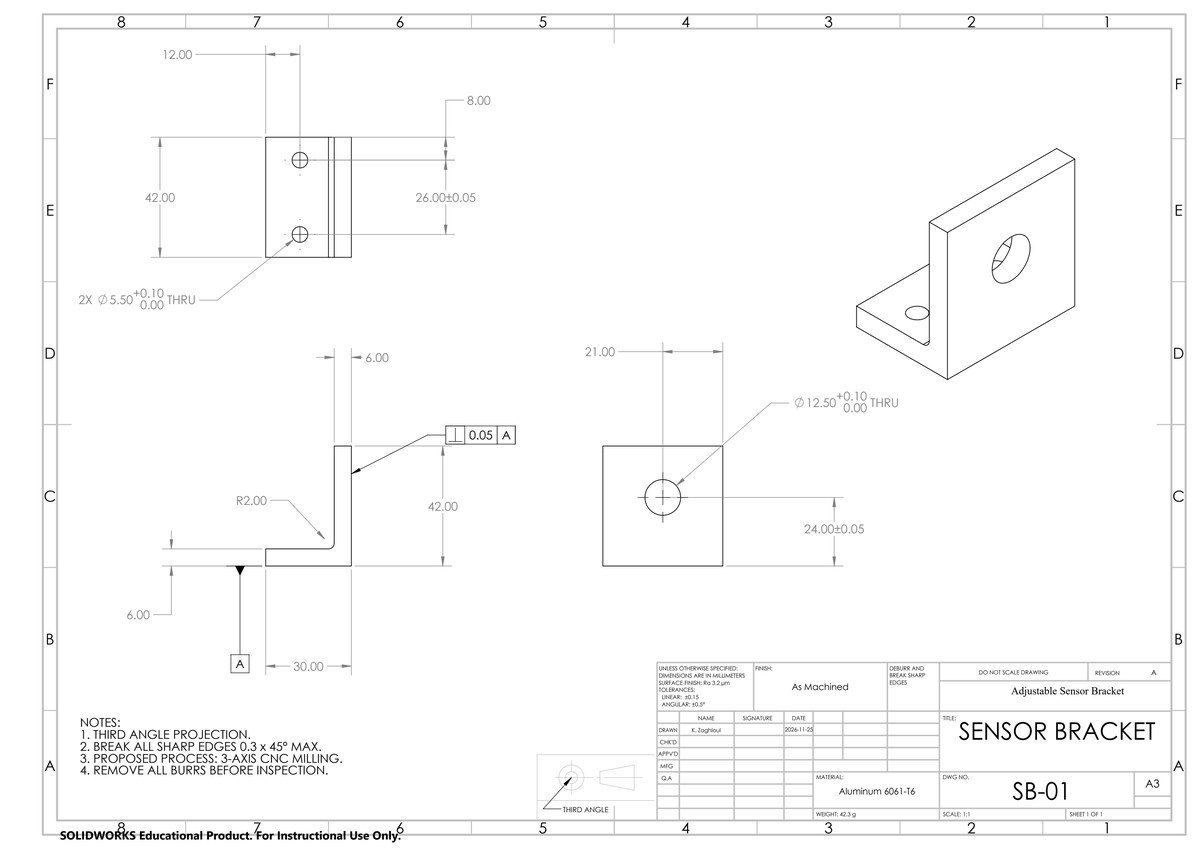 8 7 6 5 4 3 2 1
F
F
12.00
8.00
42.00
26.00±0.05
E
E
2X ∅5.50 +0.10 0.00 THRU
D
D
6.00
21.00
∅12.50 +0.10 0.00 THRU
⊥ 0.05 A
R2.00
42.00
C
C
24.00±0.05
6.00
B
B
A
30.00
UNLESS OTHERWISE SPECIFIED:
DIMENSIONS ARE IN MILLIMETERS
SURFACE FINISH: Ra 3.2 µm
TOLERANCES:
LINEAR: ±0.15
ANGULAR: ±0.5°
FINISH:
As Machined
DEBURR AND
BREAK SHARP
EDGES
DO NOT SCALE DRAWING
REVISION A
Adjustable Sensor Bracket
NAME SIGNATURE DATE
DRAWN K. Zaghloul 2026-11-25
CHK'D
APPV'D
MFG
Q.A
TITLE:
SENSOR BRACKET
MATERIAL:
Aluminum 6061-T6
DWG NO.
SB-01
A3
WEIGHT: 42.3 g
SCALE: 1:1
SHEET 1 OF 1
NOTES:
1. THIRD ANGLE PROJECTION.
2. BREAK ALL SHARP EDGES 0.3 x 45° MAX.
3. PROPOSED PROCESS: 3-AXIS CNC MILLING.
4. REMOVE ALL BURRS BEFORE INSPECTION.
A
A
THIRD ANGLE
8 7 6 5 4 3 2 1
SOLIDWORKS Educational Product. For Instructional Use Only.